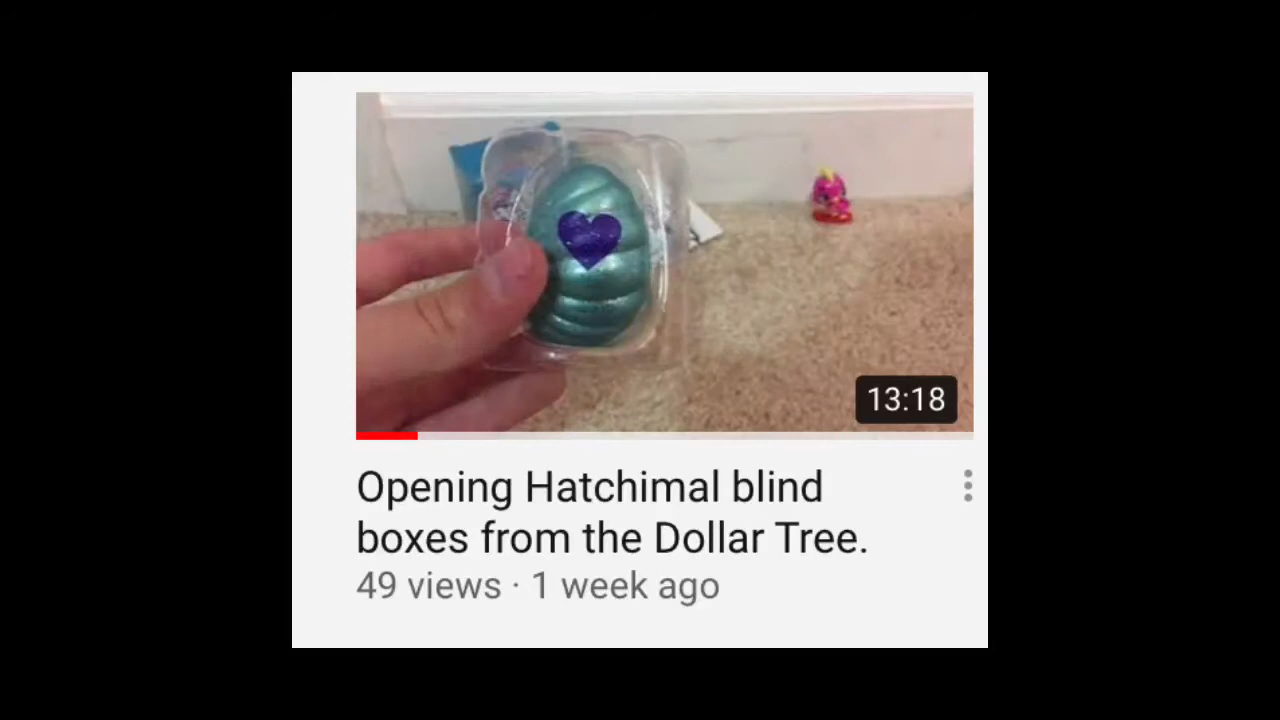 13:18
Opening Hatchimal blind
boxes from the Dollar Tree.
49 views · 1 week ago